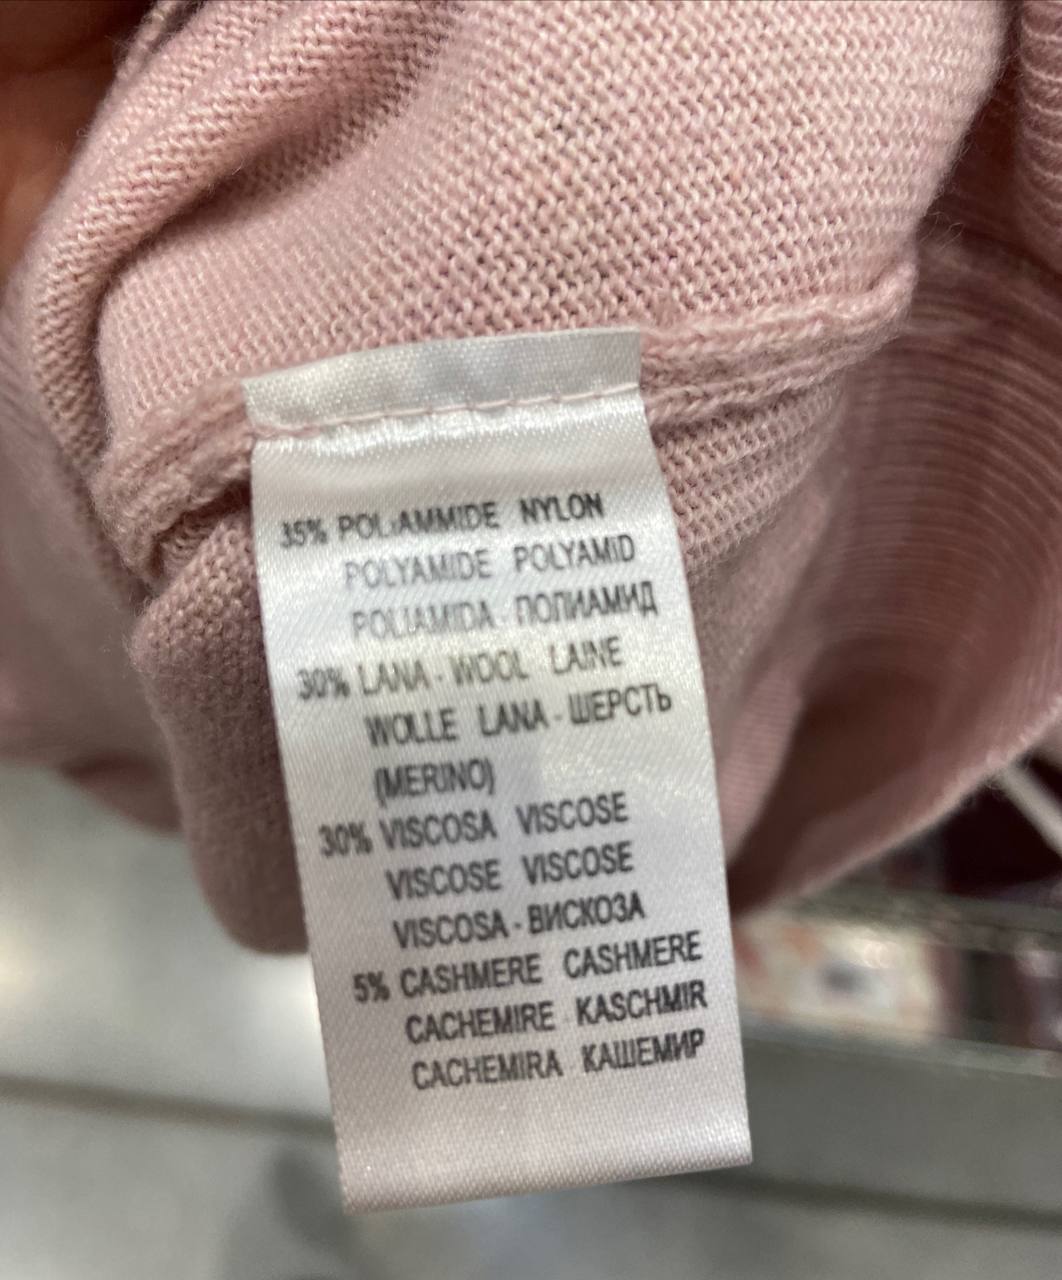 35% POLIAMMIDE NYLON
POLYAMIDE POLYAMID
POLIAMIDA - ПОЛИАМИД
30% LANA - WOOL LAINE
WOLLE LANA - ШЕРСТЬ
(MERINO)
30% VISCOSA VISCOSE
VISCOSE VISCOSE
VISCOSA - ВИСКОЗА
5% CASHMERE CASHMERE
CACHEMIRE KASCHMIR
CACHEMIRA КАШЕМИР